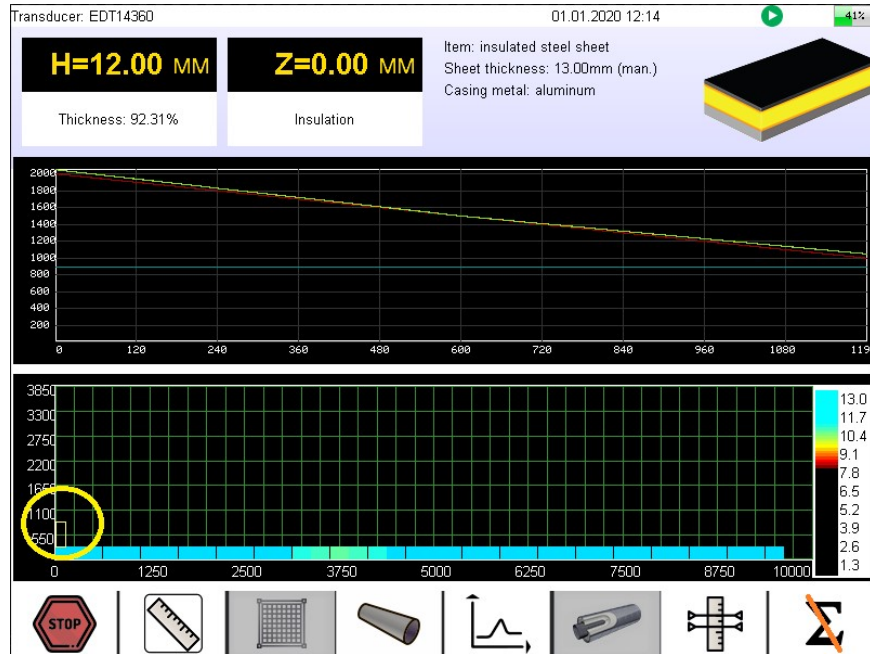 Transducer: EDT14360
01.01.2020 12:14
41%
H=12.00 MM
Thickness: 92.31%
Z=0.00 MM
Insulation
Item: insulated steel sheet
Sheet thickness: 13.00mm (man.)
Casing metal: aluminum
2000
1800
1600
1400
1200
1000
800
600
400
200
0 120 240 360 480 600 720 840 960 1080 119
3850
3300
2750
2200
1650
1100
550
0 1250 2500 3750 5000 6250 7500 8750 10000
13.0
11.7
10.4
9.1
7.8
6.5
5.2
3.9
2.6
1.3
STOP
Σ